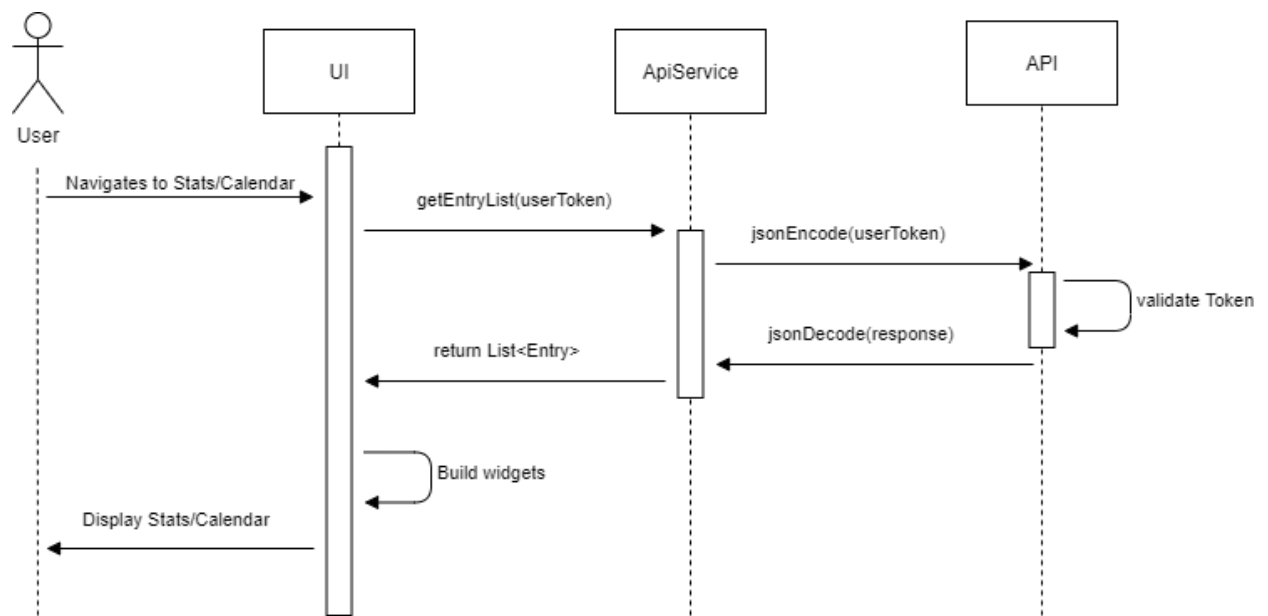 User
UI
ApiService
API
Navigates to Stats/Calendar
getEntryList(userToken)
jsonEncode(userToken)
validate Token
jsonDecode(response)
return List<Entry>
Build widgets
Display Stats/Calendar